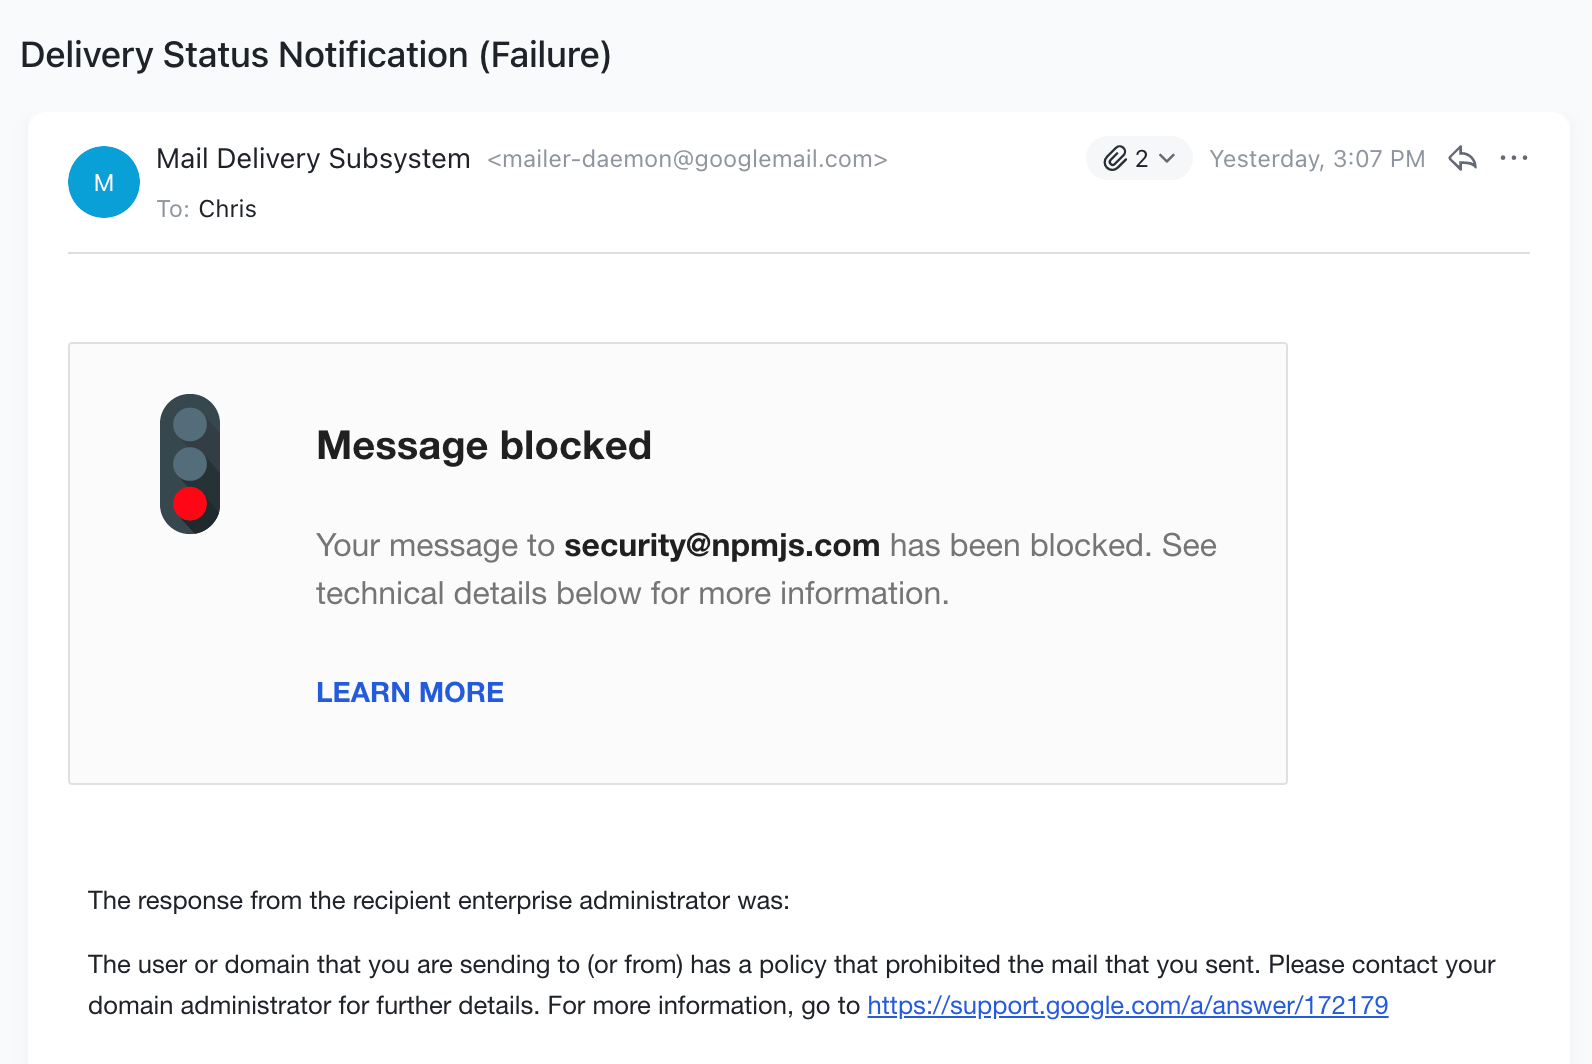 Delivery Status Notification (Failure)
M
Mail Delivery Subsystem <mailer-daemon@googlemail.com>
2
Yesterday, 3:07 PM
To: Chris
Message blocked
Your message to security@npmjs.com has been blocked. See
technical details below for more information.
LEARN MORE
The response from the recipient enterprise administrator was:
The user or domain that you are sending to (or from) has a policy that prohibited the mail that you sent. Please contact your
domain administrator for further details. For more information, go to https://support.google.com/a/answer/172179